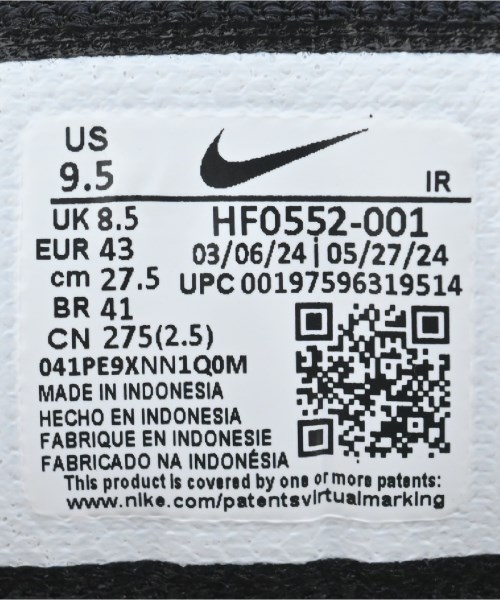 US
9.5
IR
UK 8.5
EUR 43
cm 27.5
BR 41
CN 275(2.5)
HF0552-001
03/06/24 | 05/27/24
UPC 00197596319514
041PE9XNN1Q0M
MADE IN INDONESIA
HECHO EN INDONESIA
FABRIQUE EN INDONESIE
FABRICADO NA INDONÉSIA
This product is covered by one or more patents:
www.nike.com/patentsvirtualmarking